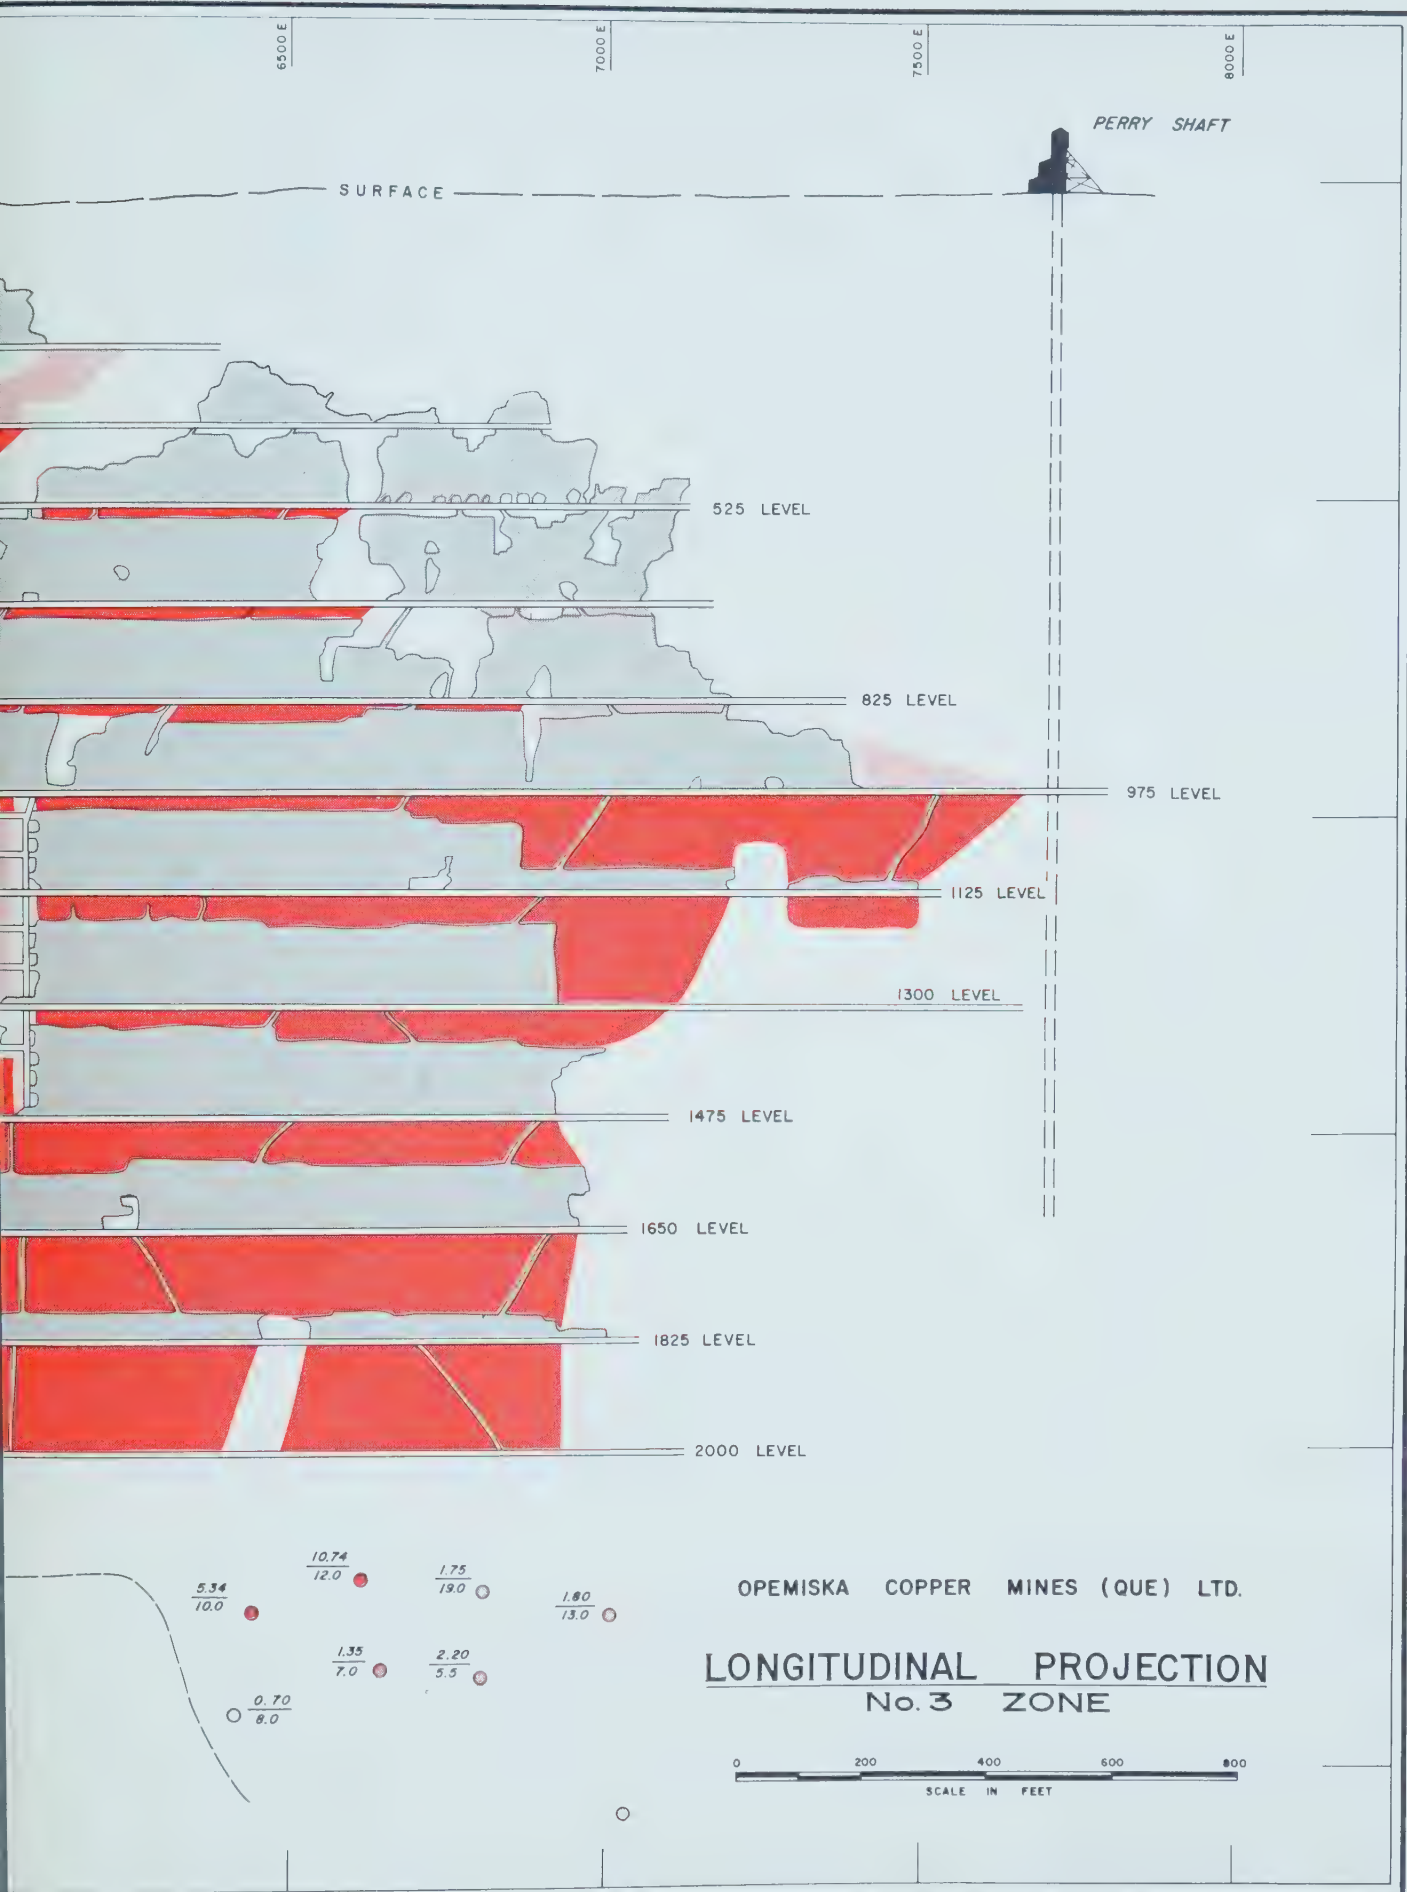 6500 E
7000 E
7500 E
8000 E
PERRY SHAFT
SURFACE
525 LEVEL
825 LEVEL
975 LEVEL
1125 LEVEL
1300 LEVEL
1475 LEVEL
1650 LEVEL
1825 LEVEL
2000 LEVEL
10.74
12.0
1.75
19.0
5.34
10.0
1.80
13.0
1.35
7.0
2.20
5.5
0.70
8.0
OPEMISKA COPPER MINES (QUE) LTD.
LONGITUDINAL PROJECTION
No. 3 ZONE
0 200 400 600 800
SCALE IN FEET